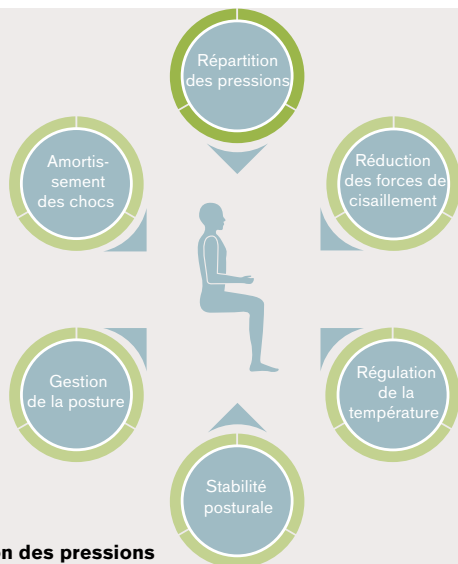 Répartition
des pressions
Amortis-
sement
des chocs
Réduction
des forces de
cisaillement
Gestion
de la posture
Régulation
de la
température
Stabilité
posturale
des pressions